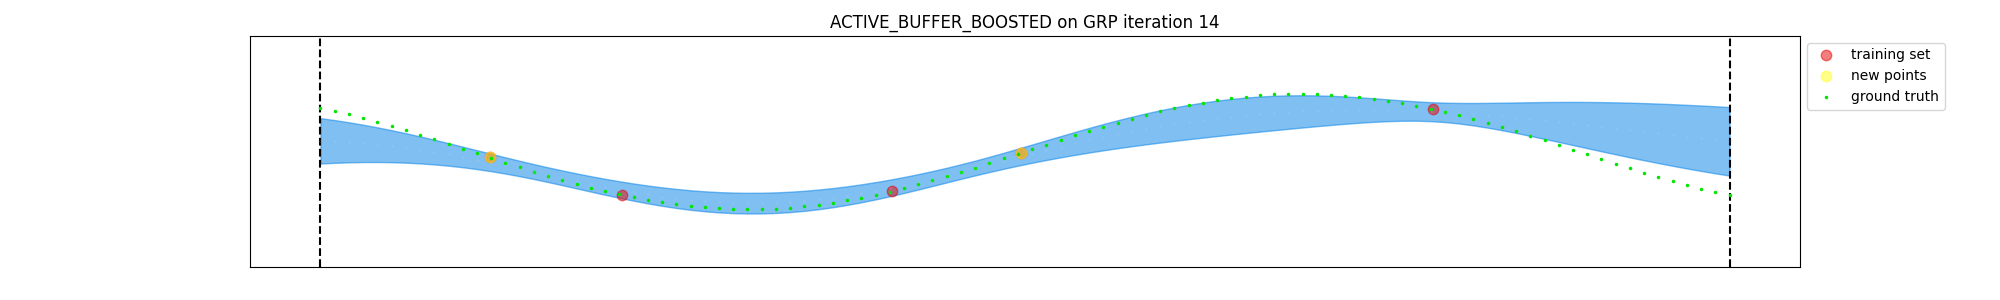 ACTIVE_BUFFER_BOOSTED on GRP iteration 14
training set
new points
ground truth